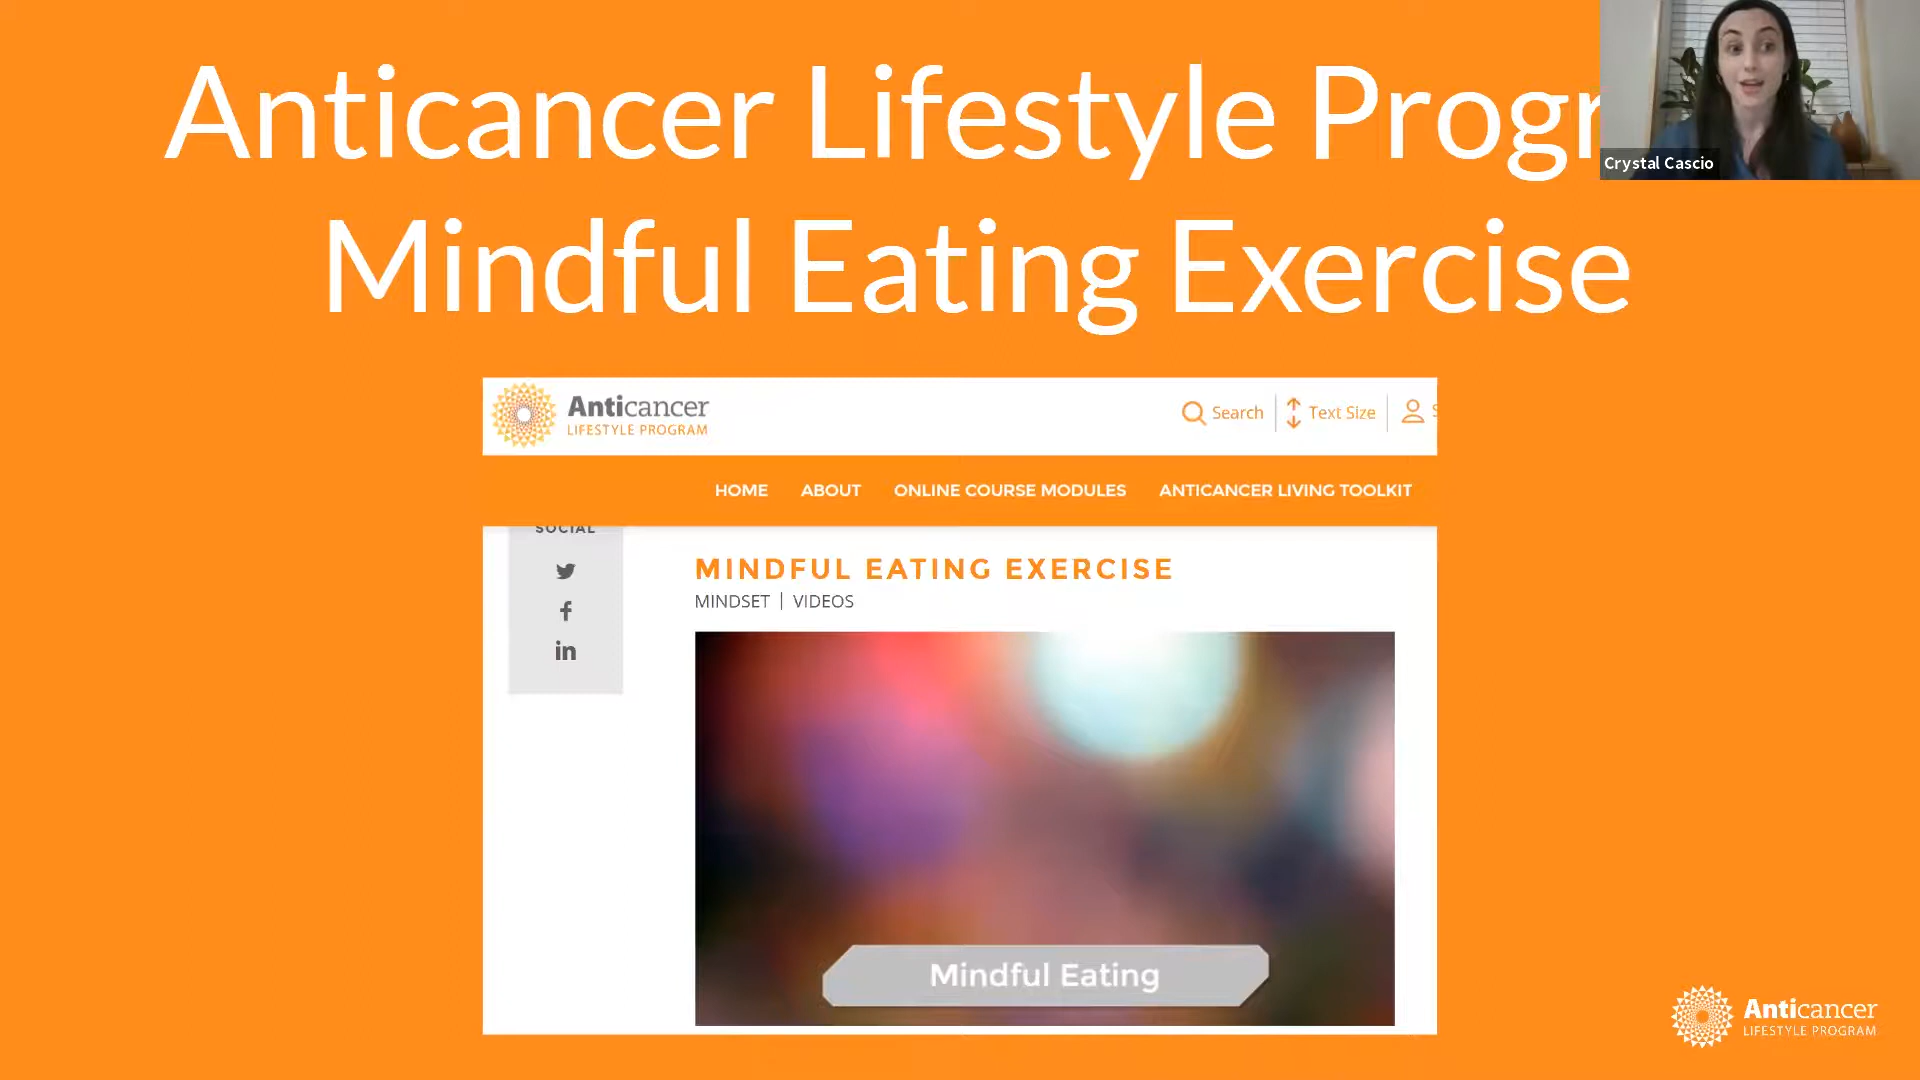 Anticancer Lifestyle Progr
Mindful Eating Exercise
Crystal Cascio
Anticancer
LIFESTYLE PROGRAM
Search
Text Size
HOME
ABOUT
ONLINE COURSE MODULES
ANTICANCER LIVING TOOLKIT
SOCIAL
MINDFUL EATING EXERCISE
MINDSET | VIDEOS
Mindful Eating
Anticancer
LIFESTYLE PROGRAM